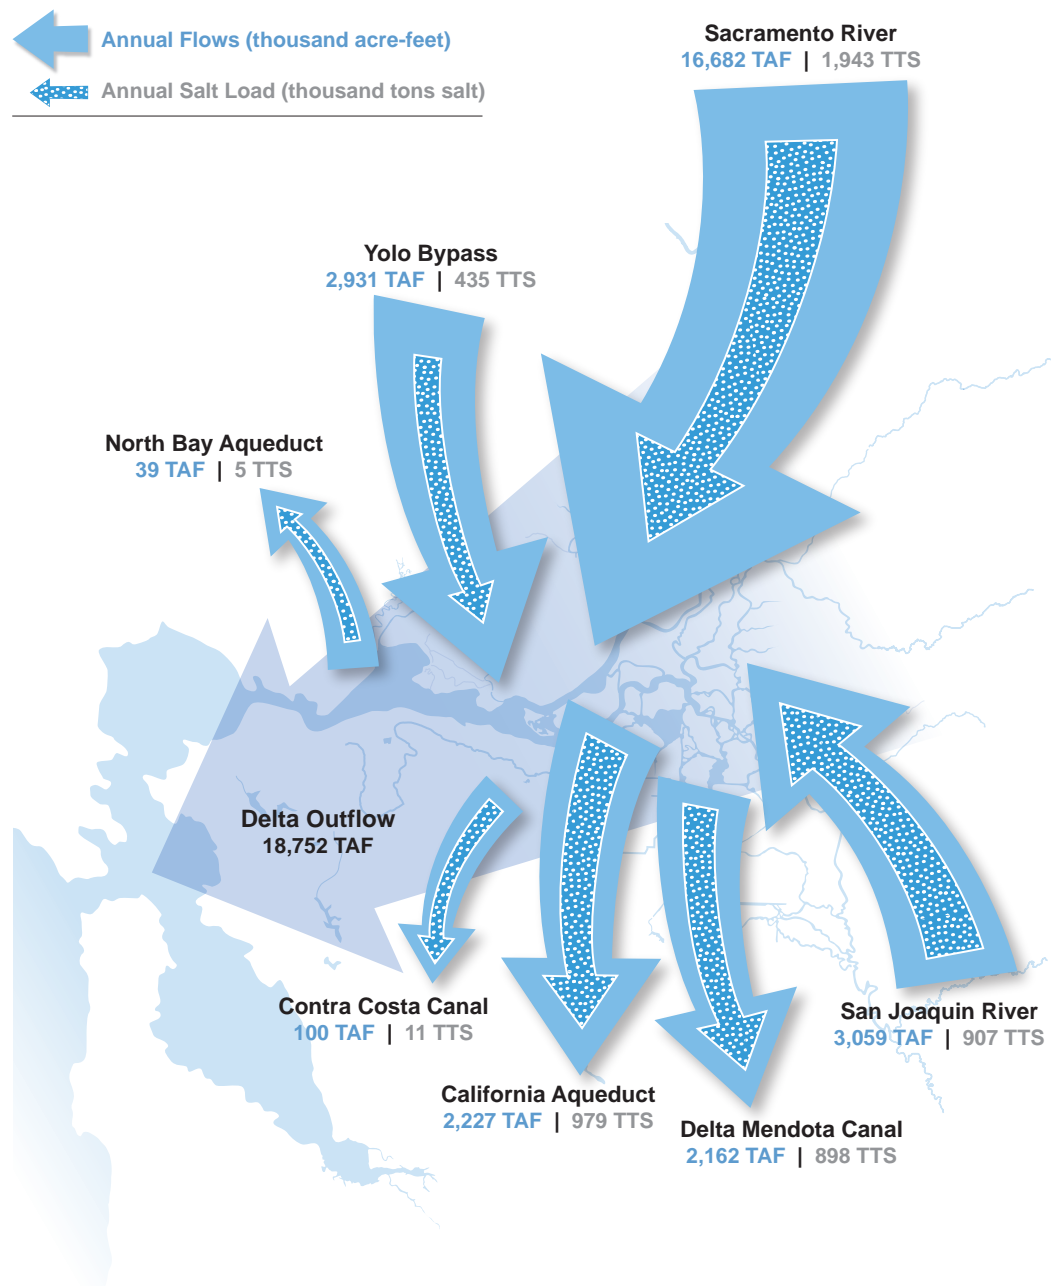 Annual Flows (thousand acre-feet)
Annual Salt Load (thousand tons salt)
Sacramento River
16,682 TAF | 1,943 TTS
Yolo Bypass
2,931 TAF | 435 TTS
North Bay Aqueduct
39 TAF | 5 TTS
Delta Outflow
18,752 TAF
Contra Costa Canal
100 TAF | 11 TTS
San Joaquin River
3,059 TAF | 907 TTS
California Aqueduct
2,227 TAF | 979 TTS
Delta Mendota Canal
2,162 TAF | 898 TTS